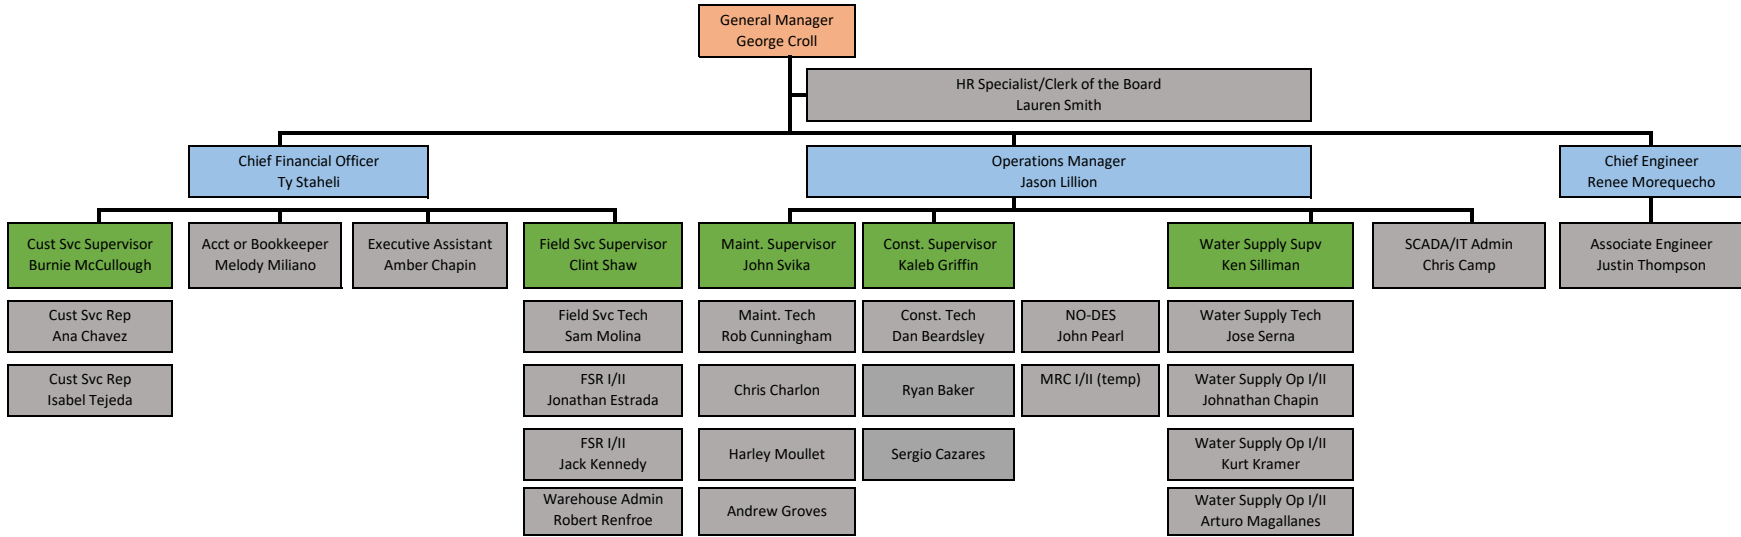 General Manager
George Croll
HR Specialist/Clerk of the Board
Lauren Smith
Chief Financial Officer
Ty Staheli
Operations Manager
Jason Lillion
Chief Engineer
Renee Morequecho
Cust Svc Supervisor
Burnie McCullough
Acct or Bookkeeper
Melody Miliano
Executive Assistant
Amber Chapin
Field Svc Supervisor
Clint Shaw
Maint. Supervisor
John Svika
Const. Supervisor
Kaleb Griffin
Water Supply Supv
Ken Silliman
SCADA/IT Admin
Chris Camp
Associate Engineer
Justin Thompson
Cust Svc Rep
Ana Chavez
Field Svc Tech
Sam Molina
Maint. Tech
Rob Cunningham
Const. Tech
Dan Beardsley
NO-DES
John Pearl
Water Supply Tech
Jose Serna
Cust Svc Rep
Isabel Tejeda
FSR I/II
Jonathan Estrada
Chris Charlon
Ryan Baker
MRC I/II (temp)
Water Supply Op I/II
Johnathan Chapin
FSR I/II
Jack Kennedy
Harley Moullet
Sergio Cazares
Water Supply Op I/II
Kurt Kramer
Warehouse Admin
Robert Renfroe
Andrew Groves
Water Supply Op I/II
Arturo Magallanes